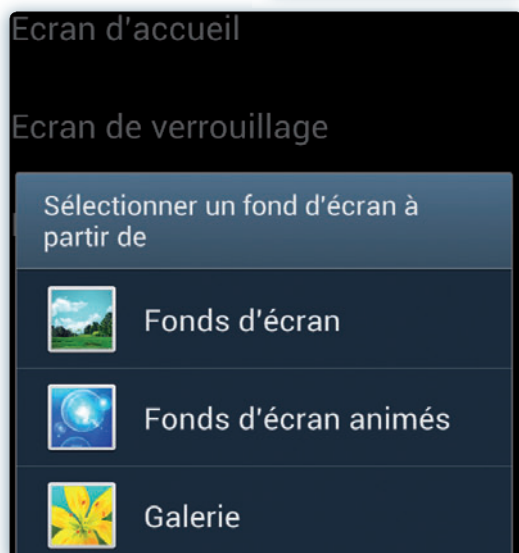 Ecran d'accueil
Ecran de verrouillage
Sélectionner un fond d'écran à
partir de
Fonds d'écran
Fonds d'écran animés
Galerie